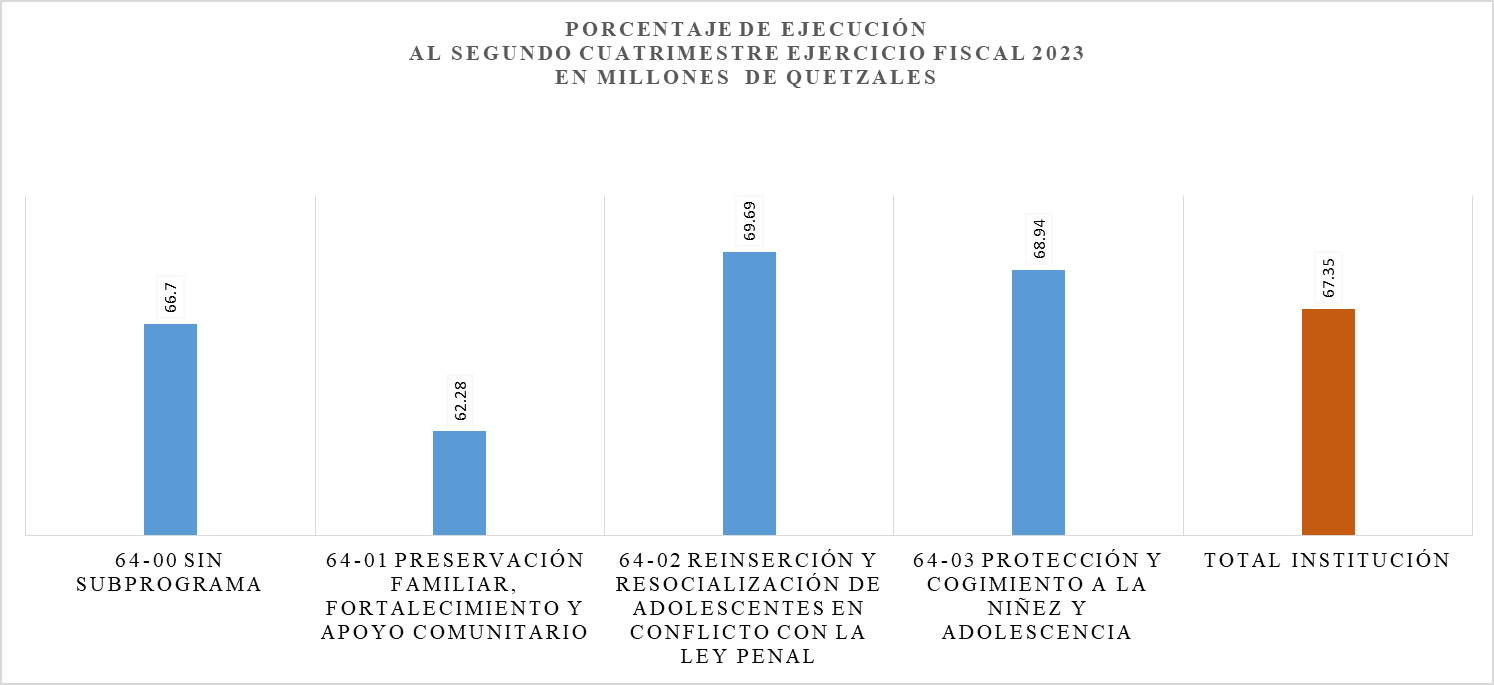 PORCENTAJE DE EJECUCIÓN
AL SEGUNDO CUATRIMESTRE EJERCICIO FISCAL 2023
EN MILLONES DE QUETZALES
66.7
62.28
69.69
68.94
67.35
64-00 SIN
SUBPROGRAMA
64-01 PRESERVACIÓN
FAMILIAR,
FORTALECIMIENTO Y
APOYO COMUNITARIO
64-02 REINSERCIÓN Y
RESOCIALIZACIÓN DE
ADOLESCENTES EN
CONFLICTO CON LA
LEY PENAL
64-03 PROTECCIÓN Y
COGIMIENTO A LA
NIÑEZ Y
ADOLESCENCIA
TOTAL INSTITUCIÓN